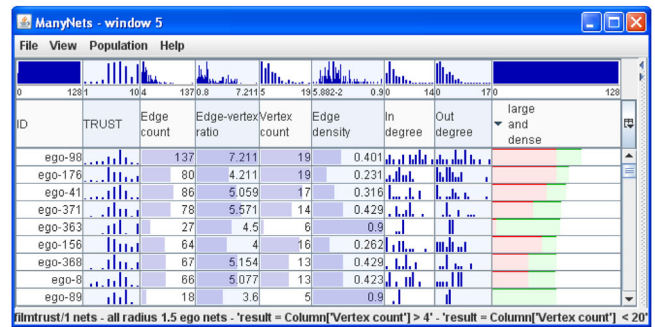 ManyNets - window 5
File View Population Help
0 128 1 10 4 137 0.8 7.211 5 19 5.882-2 0.9 0 14 0 17 0 128
ID TRUST Edge count Edge-vertex ratio Vertex count Edge density In degree Out degree large and dense
ego-98 137 7.211 19 0.401
ego-176 80 4.211 19 0.231
ego-41 86 5.059 17 0.316
ego-371 78 5.571 14 0.429
ego-363 27 4.5 6 0.9
ego-156 64 4 16 0.262
ego-368 67 5.154 13 0.429
ego-8 66 5.077 13 0.423
ego-89 18 3.6 5 0.9
filmtrust/1 nets - all radius 1.5 ego nets - 'result = Column['Vertex count'] > 4' - 'result = Column['Vertex count'] < 20'